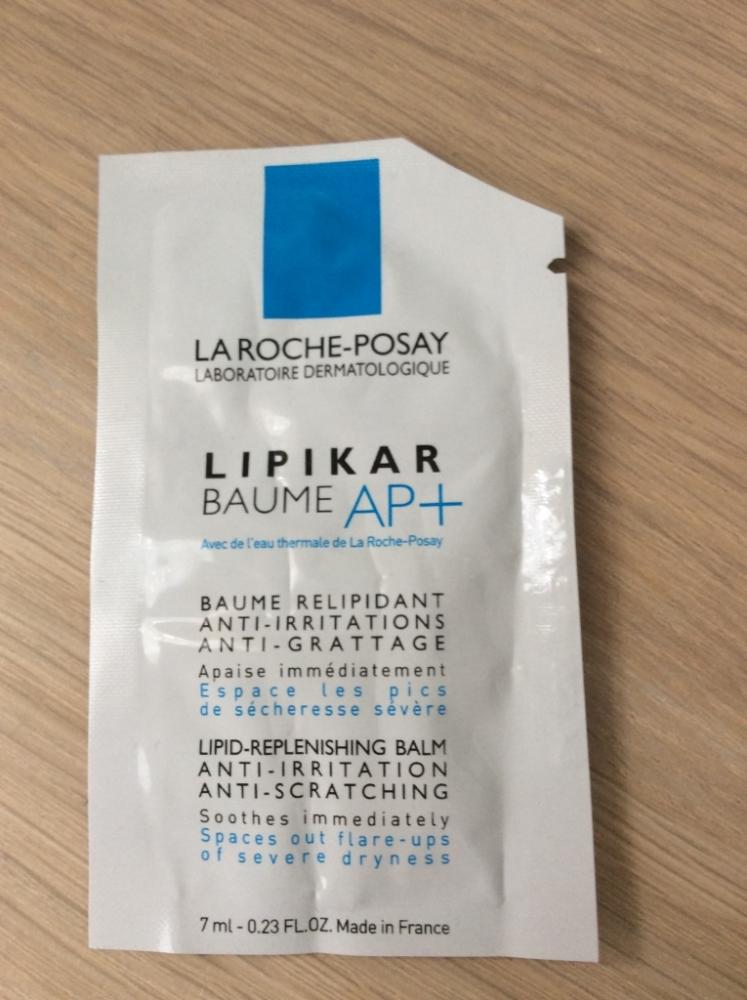 LA ROCHE-POSAY
LABORATOIRE DERMATOLOGIQUE
LIPIKAR
BAUME AP+
Avec de l'eau thermale de La Roche-Posay
BAUME RELIPIDANT
ANTI-IRRITATIONS
ANTI-GRATTAGE
Apaise immédiatement
Espace les pics
de sécheresse sévère
LIPID-REPLENISHING BALM
ANTI-IRRITATION
ANTI-SCRATCHING
Soothes immediately
Spaces out flare-ups
of severe dryness
7 ml - 0.23 FL.OZ. Made in France